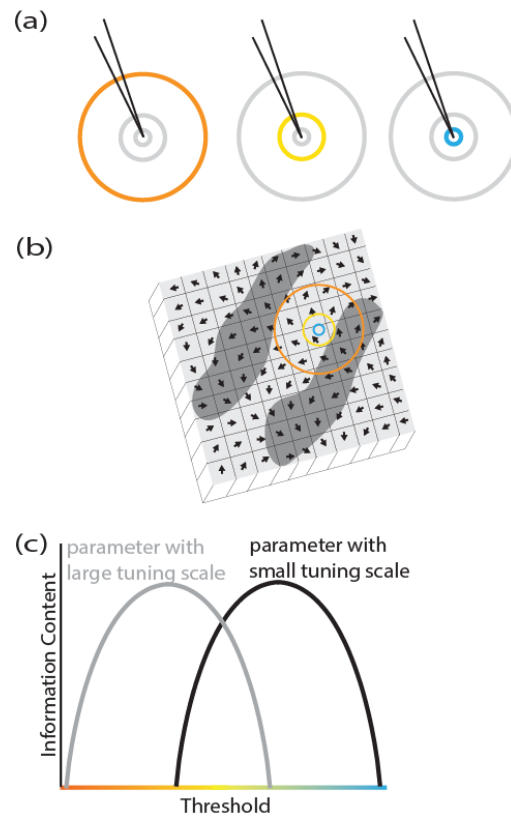 (a)
(b)
(c)
parameter with
large tuning scale
parameter with
small tuning scale
Information Content
Threshold